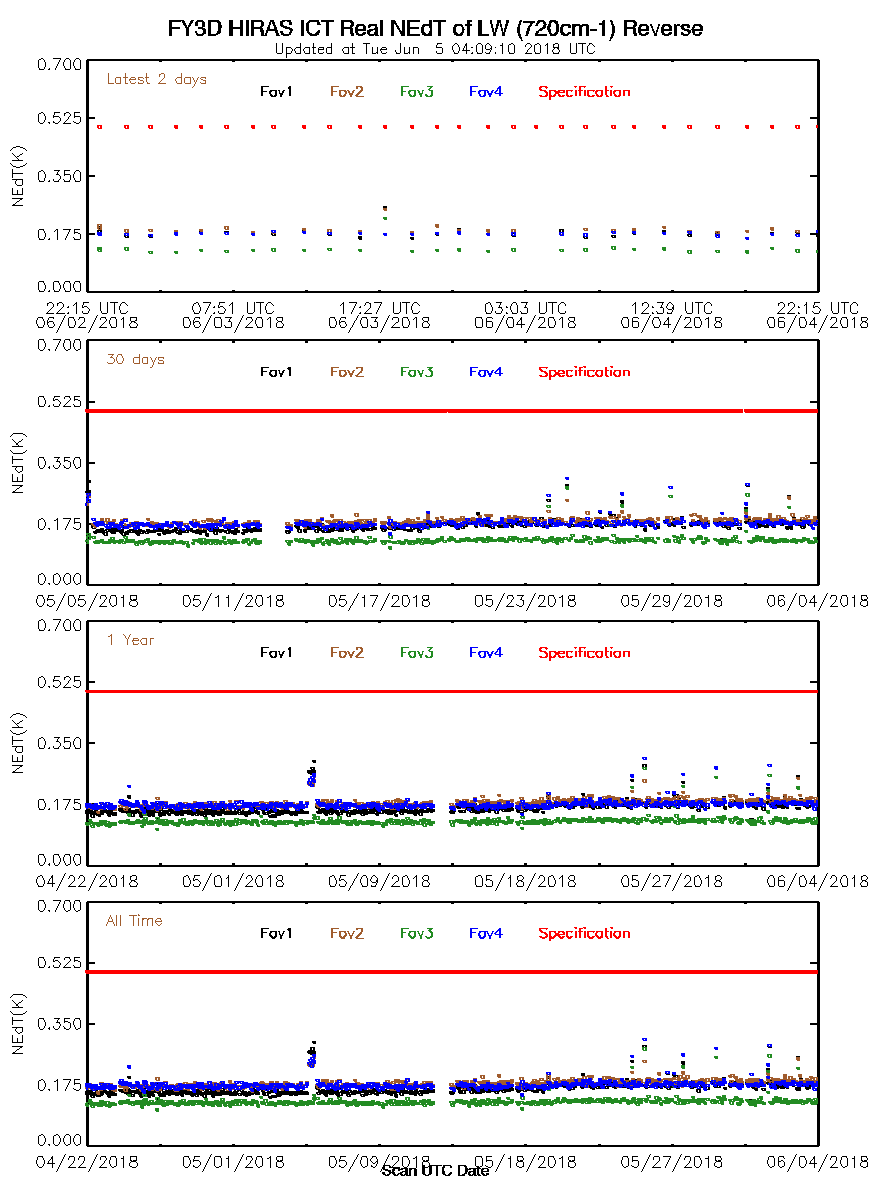 FY3D HIRAS ICT Real NEdT of LW (720cm-1) Reverse
Updated at Tue Jun 5 04:09:10 2018 UTC
Latest 2 days
Fov1 Fov2 Fov3 Fov4 Specification
NEdT(K)
0.700
0.525
0.350
0.175
0.000
22:15 UTC 07:51 UTC 17:27 UTC 03:03 UTC 12:39 UTC 22:15 UTC
06/02/2018 06/03/2018 06/03/2018 06/04/2018 06/04/2018 06/04/2018
30 days
Fov1 Fov2 Fov3 Fov4 Specification
NEdT(K)
0.700
0.525
0.350
0.175
0.000
05/05/2018 05/11/2018 05/17/2018 05/23/2018 05/29/2018 06/04/2018
1 Year
Fov1 Fov2 Fov3 Fov4 Specification
NEdT(K)
0.700
0.525
0.350
0.175
0.000
04/22/2018 05/01/2018 05/09/2018 05/18/2018 05/27/2018 06/04/2018
All Time
Fov1 Fov2 Fov3 Fov4 Specification
NEdT(K)
0.700
0.525
0.350
0.175
0.000
04/22/2018 05/01/2018 05/09/2018 05/18/2018 05/27/2018 06/04/2018
Scan UTC Date